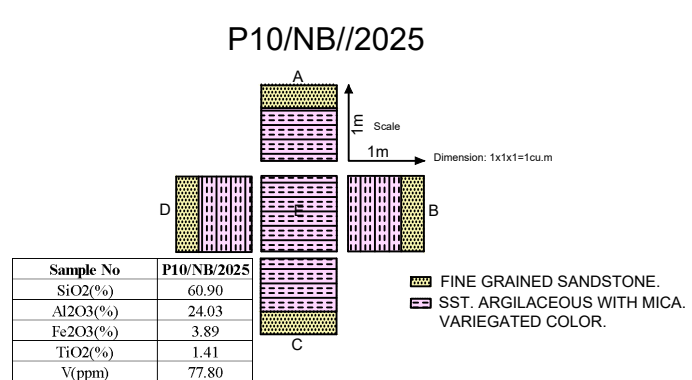 P10/NB//2025
A
1m
Scale
1m
Dimension: 1x1x1=1cu.m
D
E
B
C
Sample No P10/NB/2025
SiO2(%) 60.90
Al2O3(%) 24.03
Fe2O3(%) 3.89
TiO2(%) 1.41
V(ppm) 77.80
FINE GRAINED SANDSTONE.
SST. ARGILACEOUS WITH MICA.
VARIEGATED COLOR.